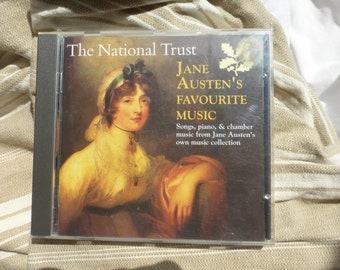 The National Trust
JANE
AUSTEN'S
FAVOURITE
MUSIC
Songs, piano, & chamber
music from Jane Austen's
own music collection